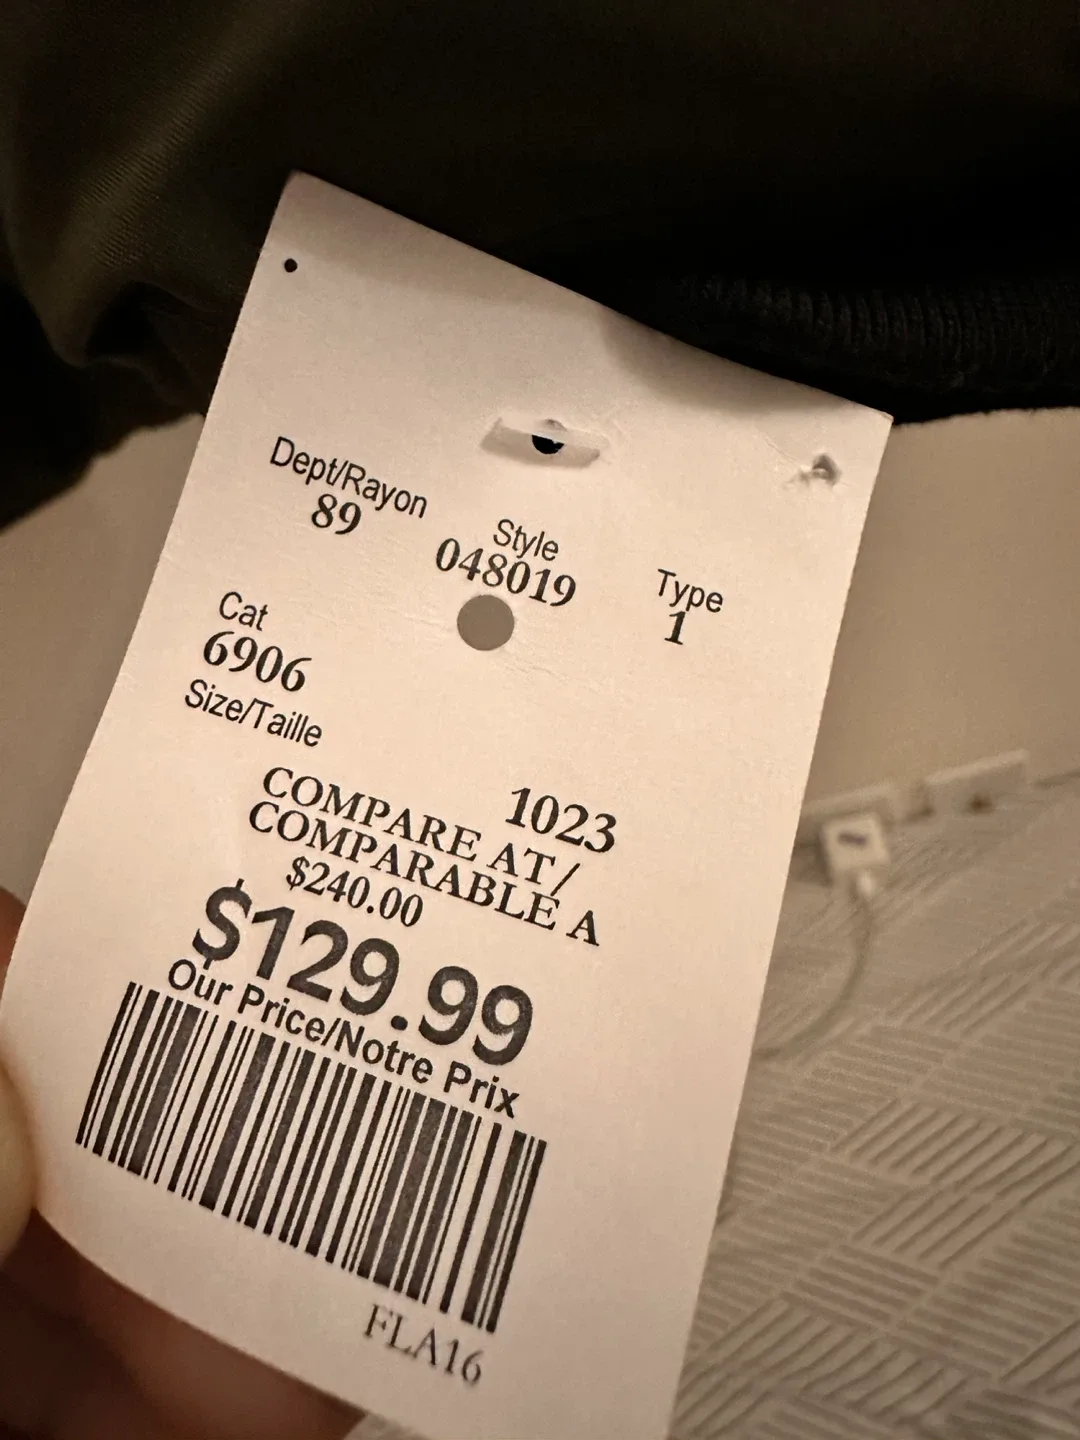 Dept/Rayon
89
Style
048019
Type
1
Cat
6906
Size/Taille
1023
COMPARE AT /
COMPARABLE A
$240.00
$129.99
Our Price/Notre Prix
FLA16